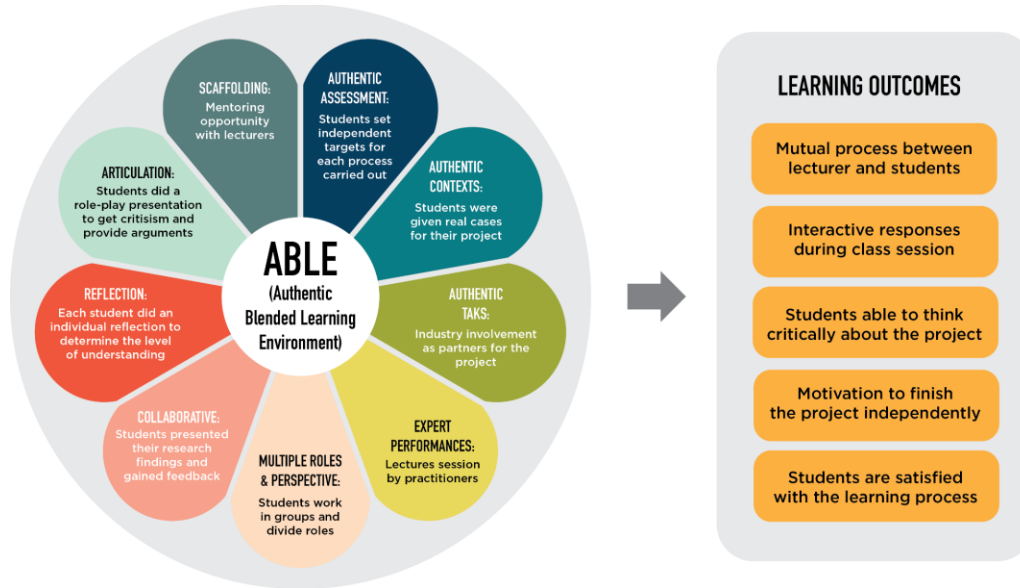 SCAFFOLDING:
Mentoring
opportunity
with lecturers
AUTHENTIC
ASSESSMENT:
Students set
independent
targets for
each process
carried out
AUTHENTIC
CONTEXTS:
Students were
given real cases
for their project
AUTHENTIC
TAKS:
Industry involvement
as partners for the
project
EXPERT
PERFORMANCES:
Lectures session
by practitioners
MULTIPLE ROLES
& PERSPECTIVE:
Students work
in groups and
divide roles
COLLABORATIVE:
Students presented
their research
findings and
gained feedback
REFLECTION:
Each student did an
individual reflection to
determine the level
of understanding
ARTICULATION:
Students did a
role-play presentation
to get critisism and
provide arguments
ABLE
(Authentic
Blended Learning
Environment)
LEARNING OUTCOMES
Mutual process between
lecturer and students
Interactive responses
during class session
Students able to think
critically about the project
Motivation to finish
the project independently
Students are satisfied
with the learning process